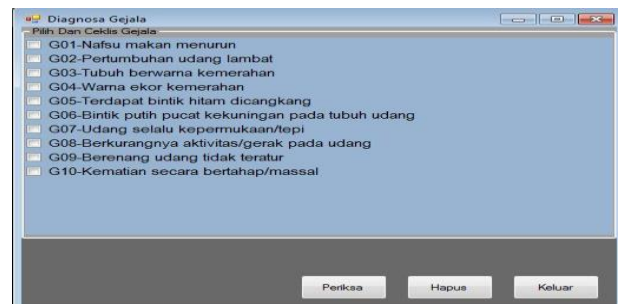 Diagnosa Gejala
Pilih Dan Ceklis Gejala
G01-Nafsu makan menurun
G02-Pertumbuhan udang lambat
G03-Tubuh berwarna kemerahan
G04-Warna ekor kemerahan
G05-Terdapat bintik hitam dicangkang
G06-Bintik putih pucat kekuningan pada tubuh udang
G07-Udang selalu kepermukaan/tepi
G08-Berkurangnya aktivitas/gerak pada udang
G09-Berenang udang tidak teratur
G10-Kematian secara bertahap/massal
Periksa Hapus Keluar